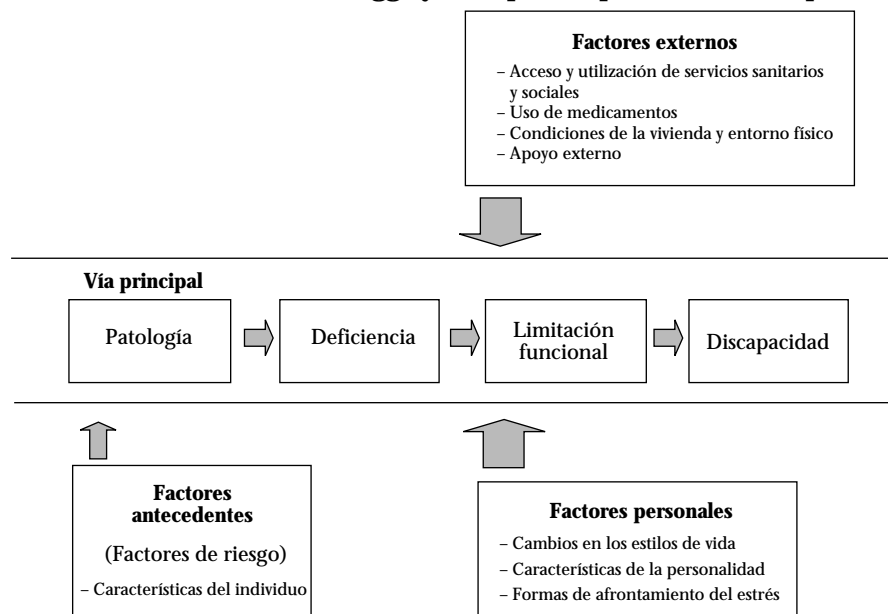 Factores externos
– Acceso y utilización de servicios sanitarios
y sociales
– Uso de medicamentos
– Condiciones de la vivienda y entorno físico
– Apoyo externo
Vía principal
Patología
Deficiencia
Limitación
funcional
Discapacidad
Factores
antecedentes
(Factores de riesgo)
– Características del individuo
Factores personales
– Cambios en los estilos de vida
– Características de la personalidad
– Formas de afrontamiento del estrés